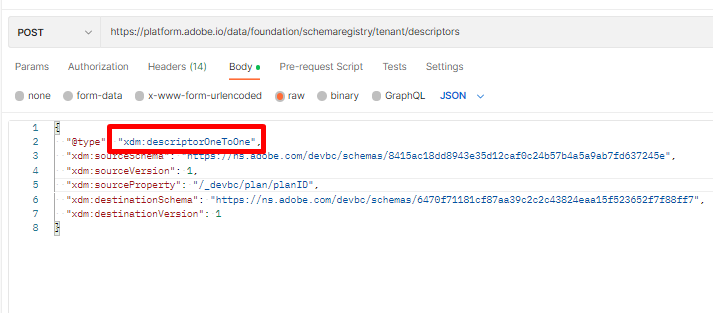 POST https://platform.adobe.io/data/foundation/schemaregistry/tenant/descriptors
Params Authorization Headers (14) Body Pre-request Script Tests Settings
none form-data x-www-form-urlencoded raw binary GraphQL JSON
1 {
2 "@type": "xdm:descriptorOneToOne",
3 "xdm:sourceSchema": "https://ns.adobe.com/devbc/schemas/8415ac18dd8943e35d12caf0c24b57b4a5a9ab7fd637245e",
4 "xdm:sourceVersion": 1,
5 "xdm:sourceProperty": "/_devbc/plan/planID",
6 "xdm:destinationSchema": "https://ns.adobe.com/devbc/schemas/6470f71181cf87aa39c2c2c43824eaa15f523652f7f88ff7",
7 "xdm:destinationVersion": 1
8 }